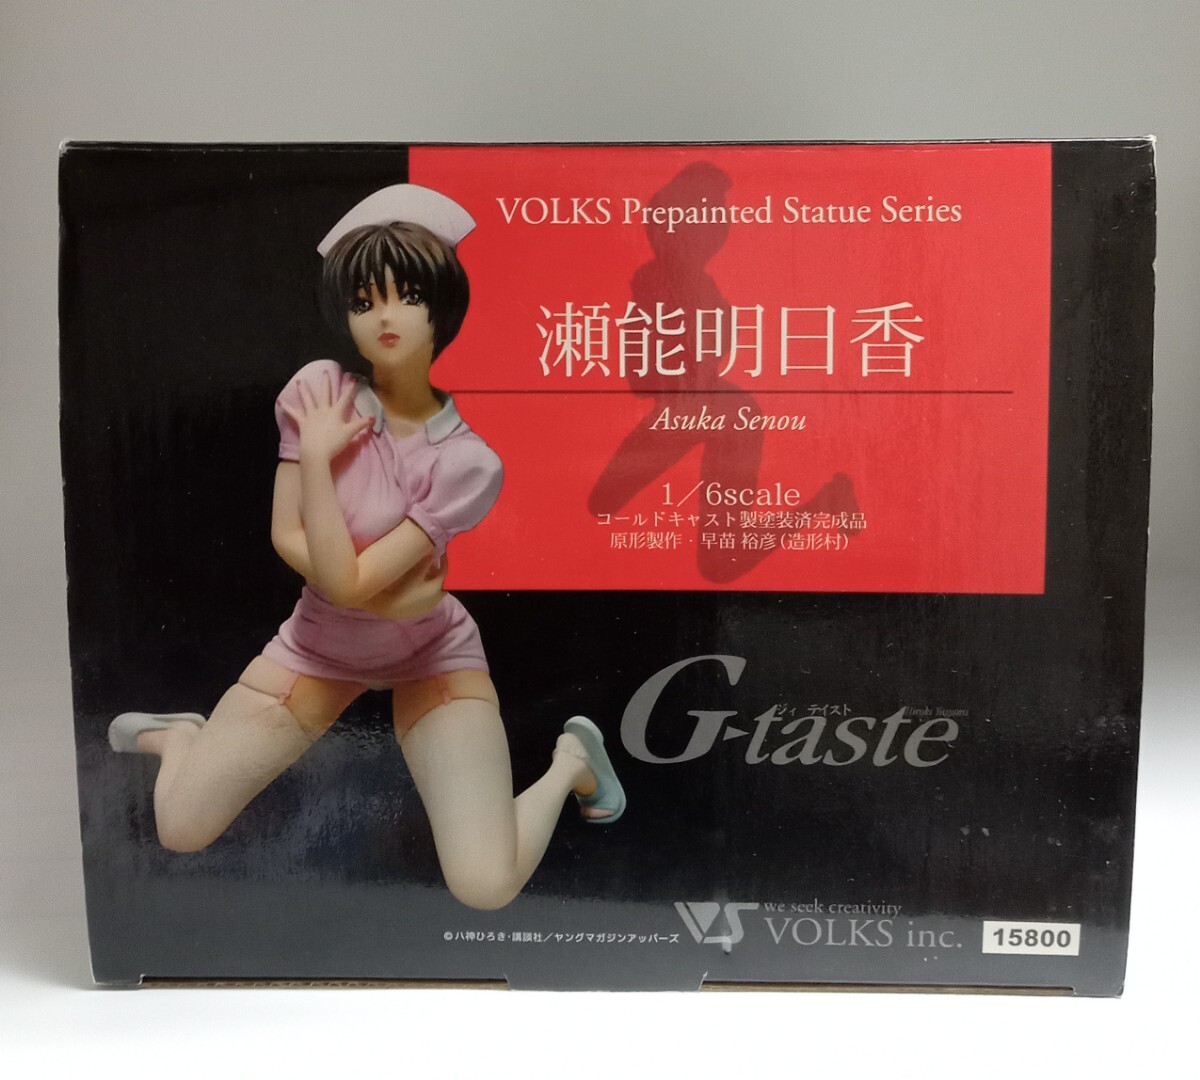 VOLKS Prepainted Statue Series
瀬能明日香
Asuka Senou
1／6scale
コールドキャスト製塗装済完成品
原形製作・早苗 裕彦(造形村)
ジィ テイスト
G-taste
we seek creativity
VOLKS inc.
15800
©八神ひろき・講談社／ヤングマガジンアッパーズ